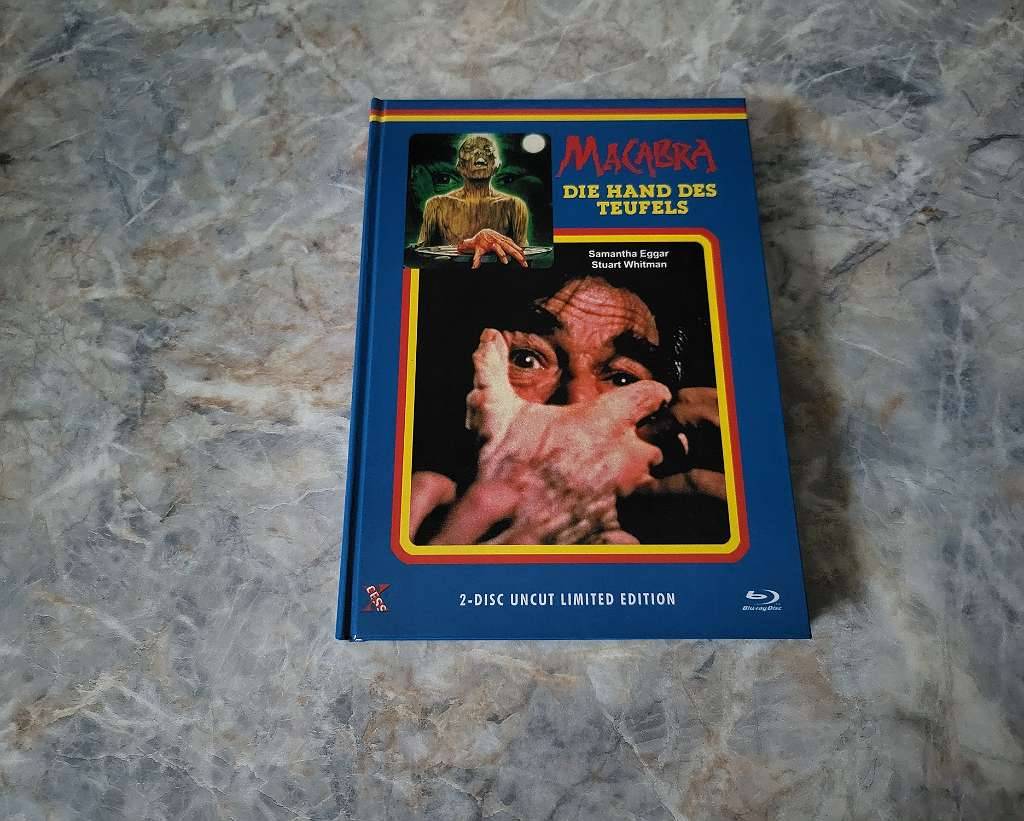 MACABRA
DIE HAND DES
TEUFELS
Samantha Eggar
Stuart Whitman
2-DISC UNCUT LIMITED EDITION
Blu-ray Disc